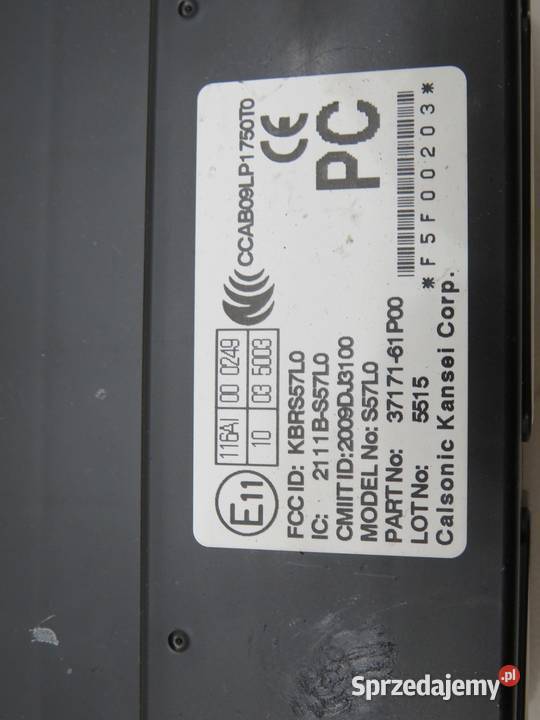 E11
116AI 00 0249
10 03 5003
CCAB09LP1750T0
CE
FCC ID: KBRS57L0
IC: 2111B-S57L0
CMIIT ID:2009DJ3100
MODEL No: S57L0
PART No: 37171-61P00
LOT No: 5515
Calsonic Kansei Corp.
PC
*F5F00203*
Sprzedajemy.pl